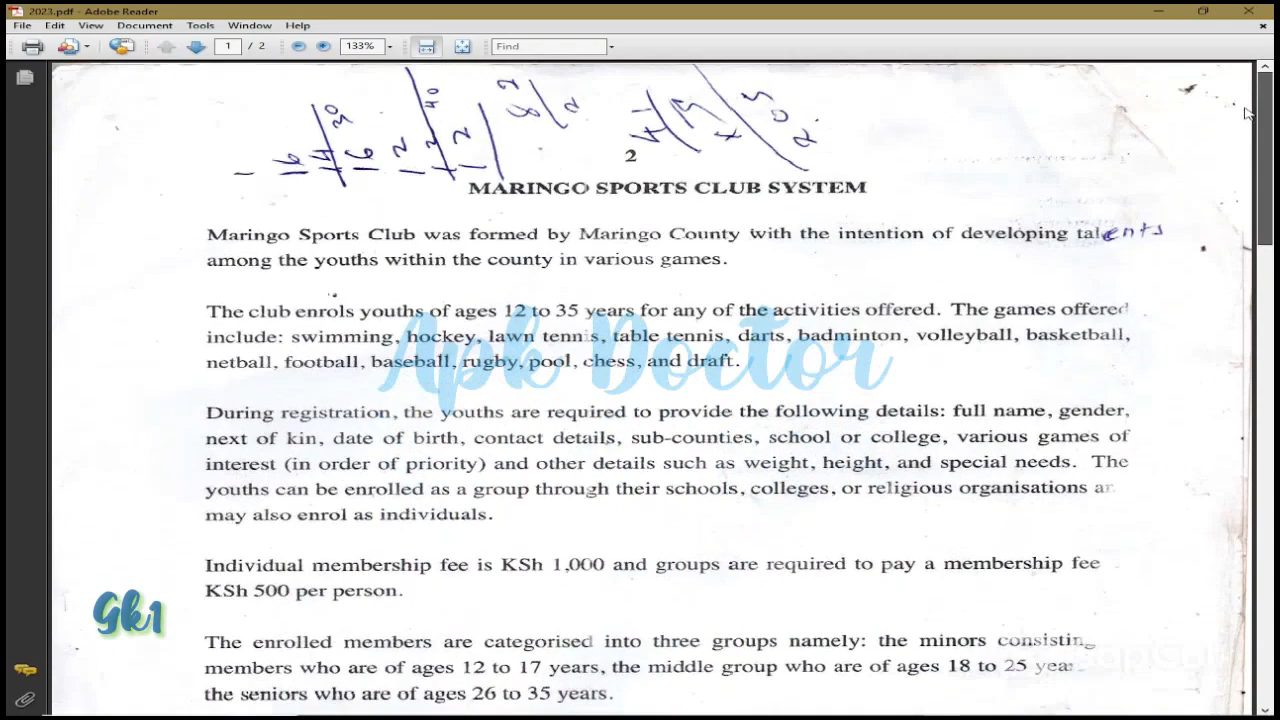 2023.pdf - Adobe Reader
File Edit View Document Tools Window Help
1 / 2 133% Find
2
MARINGO SPORTS CLUB SYSTEM
Maringo Sports Club was formed by Maringo County with the intention of developing talents
among the youths within the county in various games.
The club enrols youths of ages 12 to 35 years for any of the activities offered. The games offered
include: swimming, hockey, lawn tennis, table tennis, darts, badminton, volleyball, basketball,
netball, football, baseball, rugby, pool, chess, and draft.
Apk Doctor
During registration, the youths are required to provide the following details: full name, gender,
next of kin, date of birth, contact details, sub-counties, school or college, various games of
interest (in order of priority) and other details such as weight, height, and special needs. The
youths can be enrolled as a group through their schools, colleges, or religious organisations
may also enrol as individuals.
Individual membership fee is KSh 1,000 and groups are required to pay a membership fee
KSh 500 per person.
Gk1
The enrolled members are categorised into three groups namely: the minors consisting
members who are of ages 12 to 17 years, the middle group who are of ages 18 to 25
the seniors who are of ages 26 to 35 years.